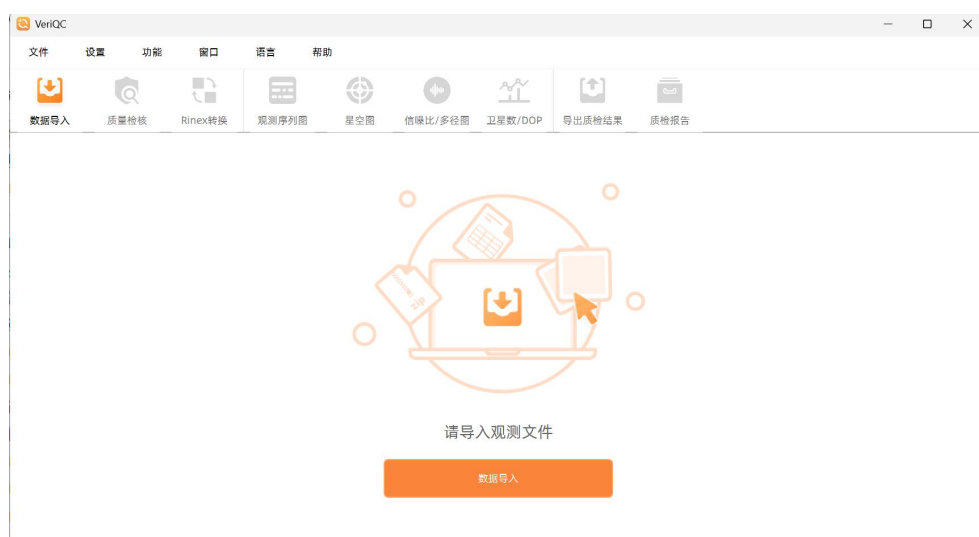 VeriQC
文件 设置 功能 窗口 语言 帮助
数据导入 质量检核 Rinex转换 观测序列图 星空图 信噪比/多径图 卫星数/DOP 导出质检结果 质检报告
zip
请导入观测文件
数据导入